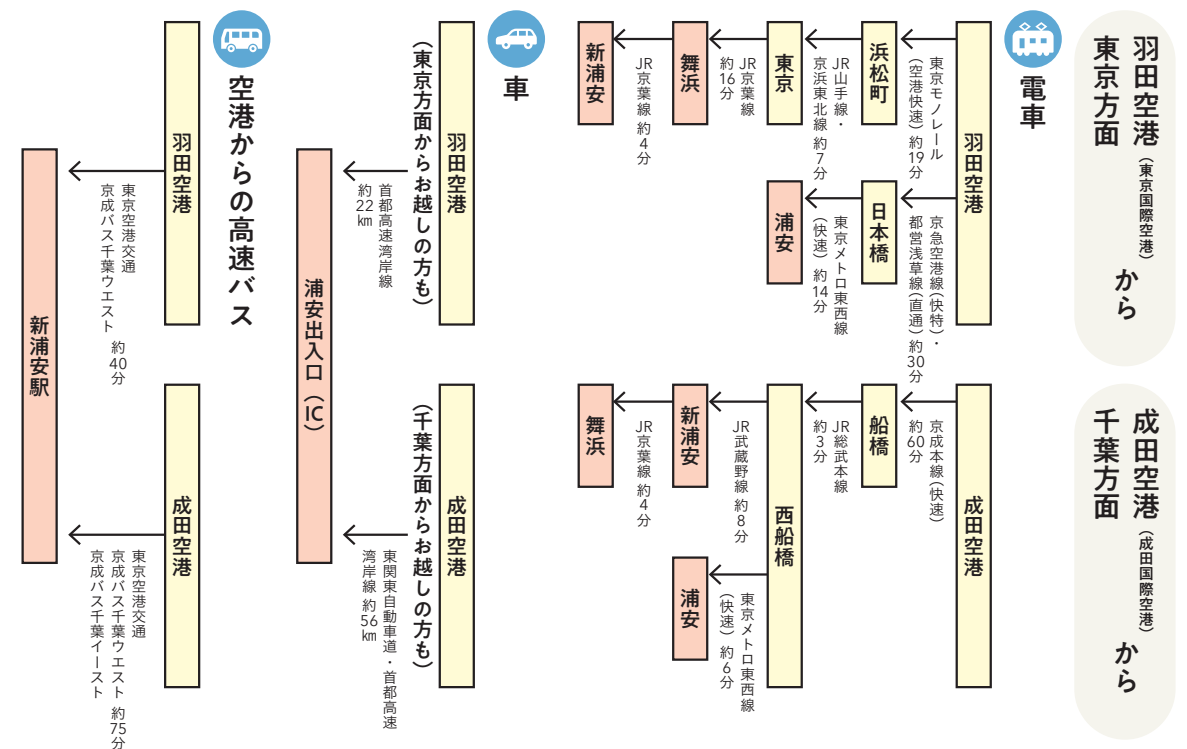 羽田空港（東京国際空港）から
東京方面
成田空港（成田国際空港）から
千葉方面
電車
羽田空港
東京モノレール
（空港快速）約19分
浜松町
JR山手線・
京浜東北線 約7分
東京
JR京葉線
約16分
舞浜
JR京葉線 約4分
新浦安
京急空港線（快特）・
都営浅草線（直通）約30分
日本橋
東京メトロ東西線
（快速）約14分
浦安
成田空港
京成本線（快速）
約60分
船橋
JR総武本線
約3分
西船橋
JR武蔵野線 約8分
新浦安
JR京葉線 約4分
舞浜
東京メトロ東西線
（快速）約6分
浦安
車
羽田空港
（東京方面からお越しの方も）
首都高速湾岸線
約22km
成田空港
（千葉方面からお越しの方も）
東関東自動車道・首都高速
湾岸線 約56km
浦安出入口（IC）
空港からの高速バス
羽田空港
東京空港交通
京成バス千葉ウエスト 約40分
成田空港
東京空港交通
京成バス千葉ウエスト 約75分
京成バス千葉イースト
新浦安駅